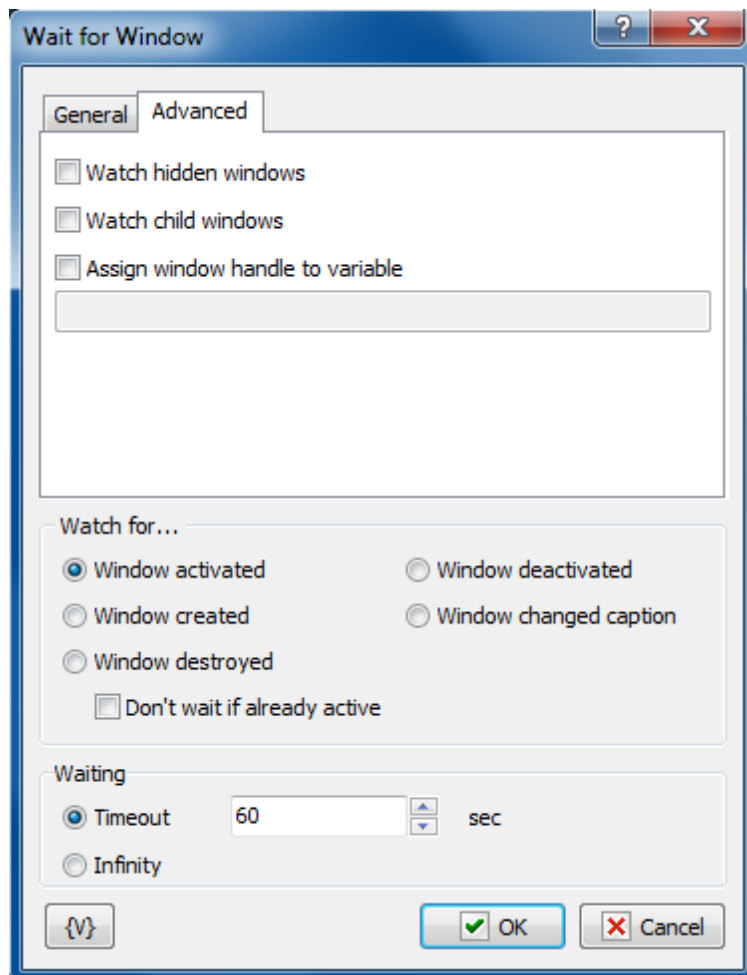 Wait for Window
?
General Advanced
Watch hidden windows
Watch child windows
Assign window handle to variable
Watch for...
Window activated Window deactivated
Window created Window changed caption
Window destroyed
Don't wait if already active
Waiting
Timeout 60 sec
Infinity
{V} OK Cancel